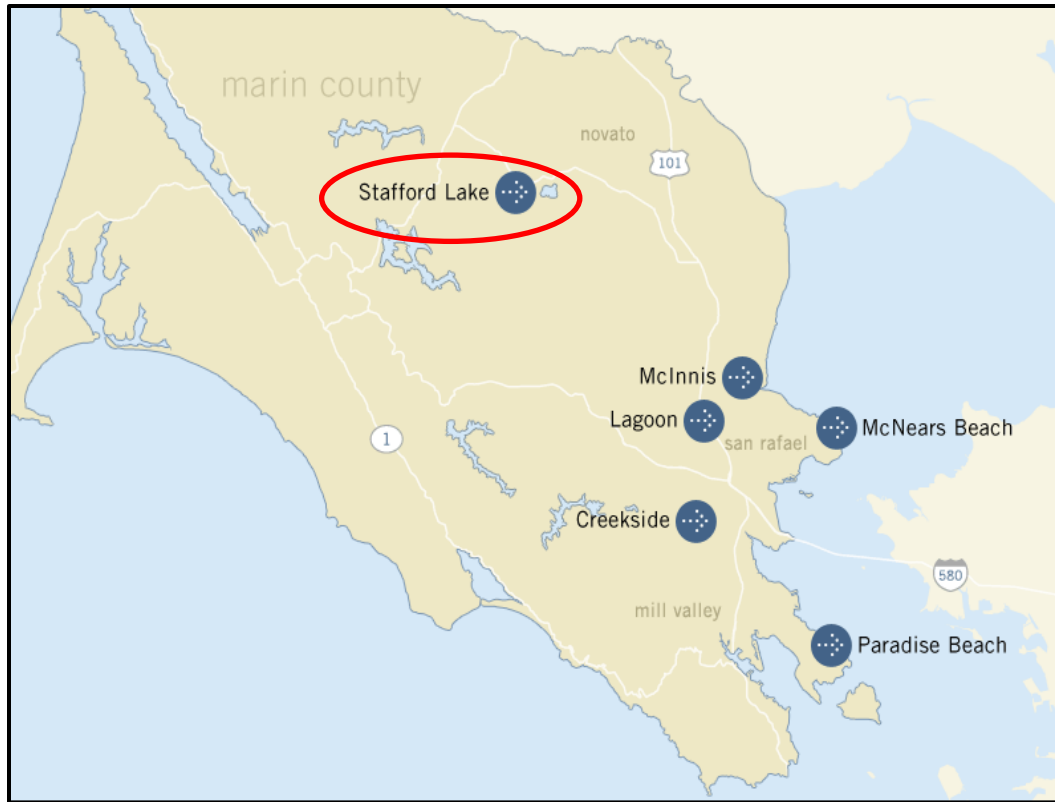 marin county
novato
101
Stafford Lake
McInnis
Lagoon
McNears Beach
san rafael
1
Creekside
580
mill valley
Paradise Beach